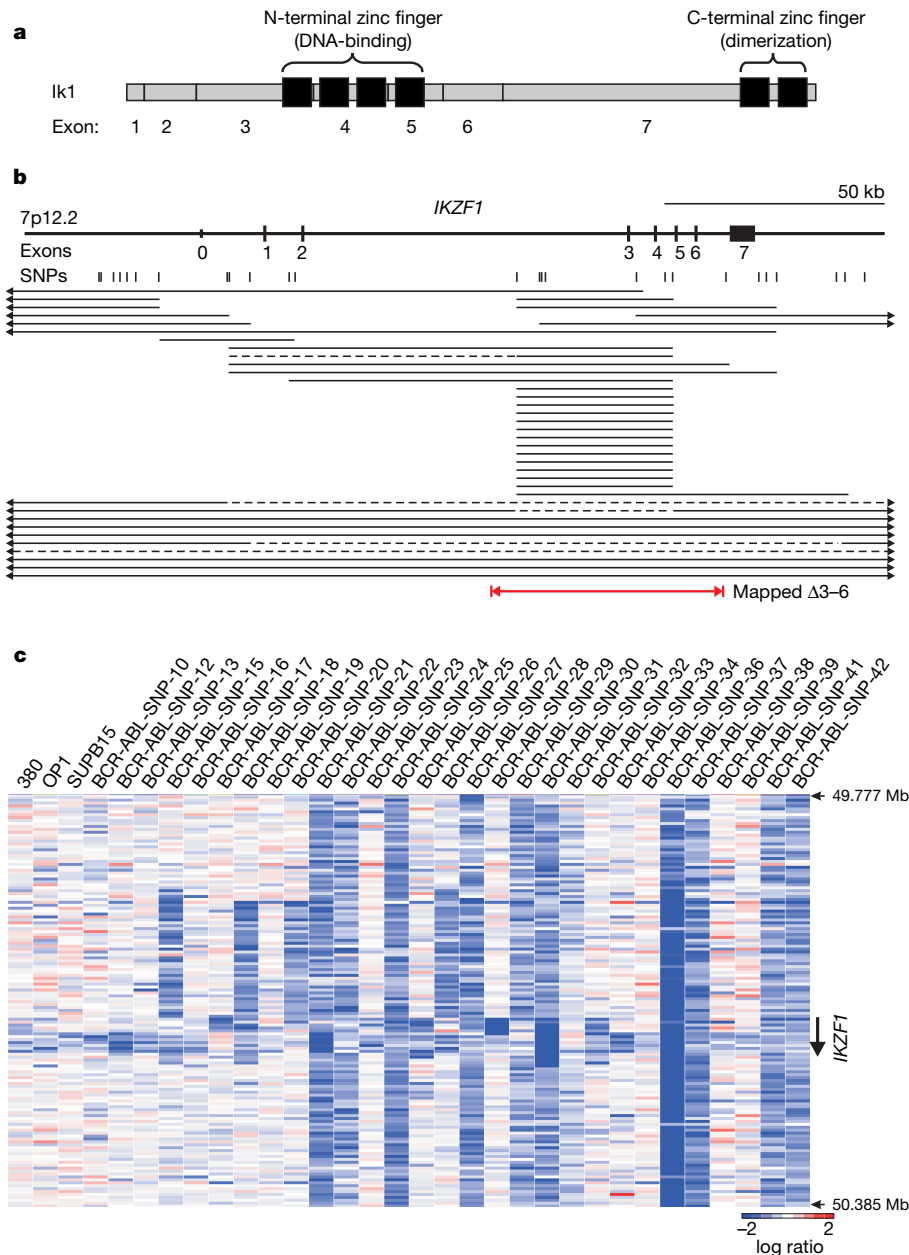 a
N-terminal zinc finger
(DNA-binding)
C-terminal zinc finger
(dimerization)
Ik1
Exon: 1 2 3 4 5 6 7
b
50 kb
IKZF1
7p12.2
Exons 0 1 2 3 4 5 6 7
SNPs
Mapped Δ3–6
c
380
OP1
SUPB15
BCR-ABL-SNP-10
BCR-ABL-SNP-12
BCR-ABL-SNP-13
BCR-ABL-SNP-15
BCR-ABL-SNP-16
BCR-ABL-SNP-17
BCR-ABL-SNP-18
BCR-ABL-SNP-19
BCR-ABL-SNP-20
BCR-ABL-SNP-21
BCR-ABL-SNP-22
BCR-ABL-SNP-23
BCR-ABL-SNP-24
BCR-ABL-SNP-25
BCR-ABL-SNP-26
BCR-ABL-SNP-27
BCR-ABL-SNP-28
BCR-ABL-SNP-29
BCR-ABL-SNP-30
BCR-ABL-SNP-31
BCR-ABL-SNP-32
BCR-ABL-SNP-33
BCR-ABL-SNP-34
BCR-ABL-SNP-36
BCR-ABL-SNP-37
BCR-ABL-SNP-38
BCR-ABL-SNP-39
BCR-ABL-SNP-41
BCR-ABL-SNP-42
49.777 Mb
IKZF1
50.385 Mb
–2 2
log ratio